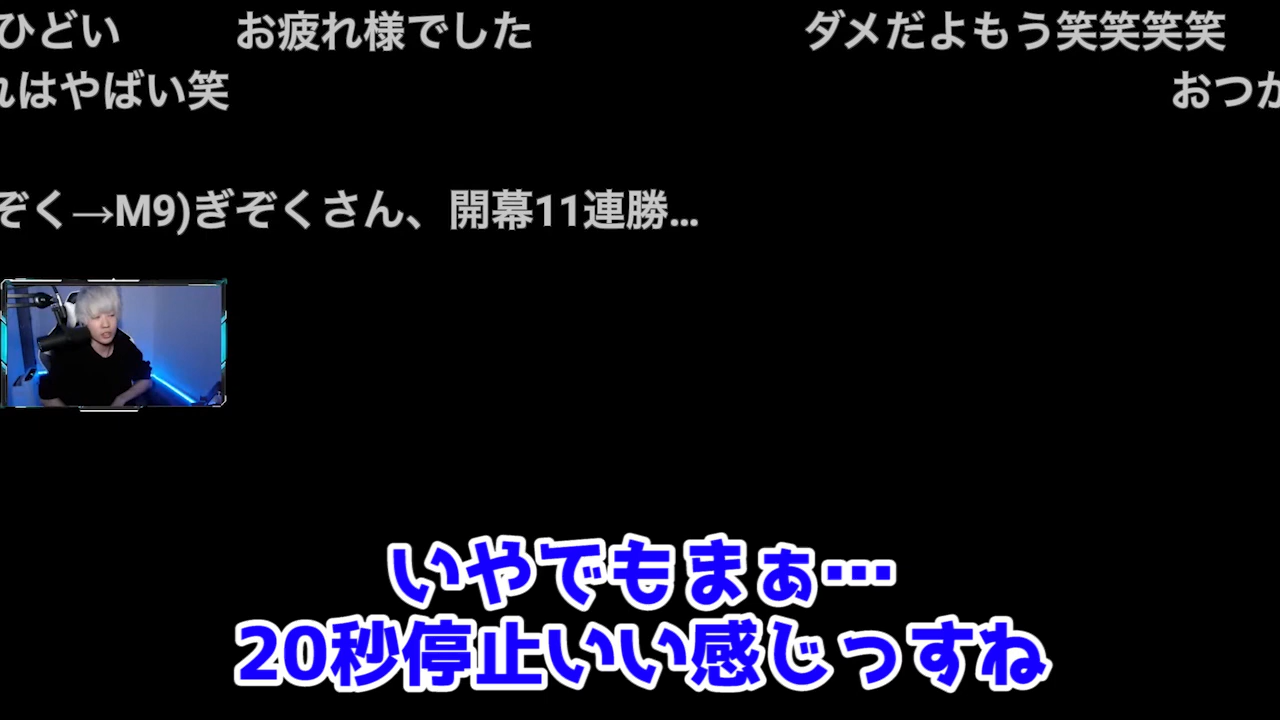 ひどい お疲れ様でした ダメだよもう笑笑笑笑
れはやばい笑 おつか
ぞく→M9)ぎぞくさん、開幕11連勝…
いやでもまぁ…
20秒停止いい感じっすね